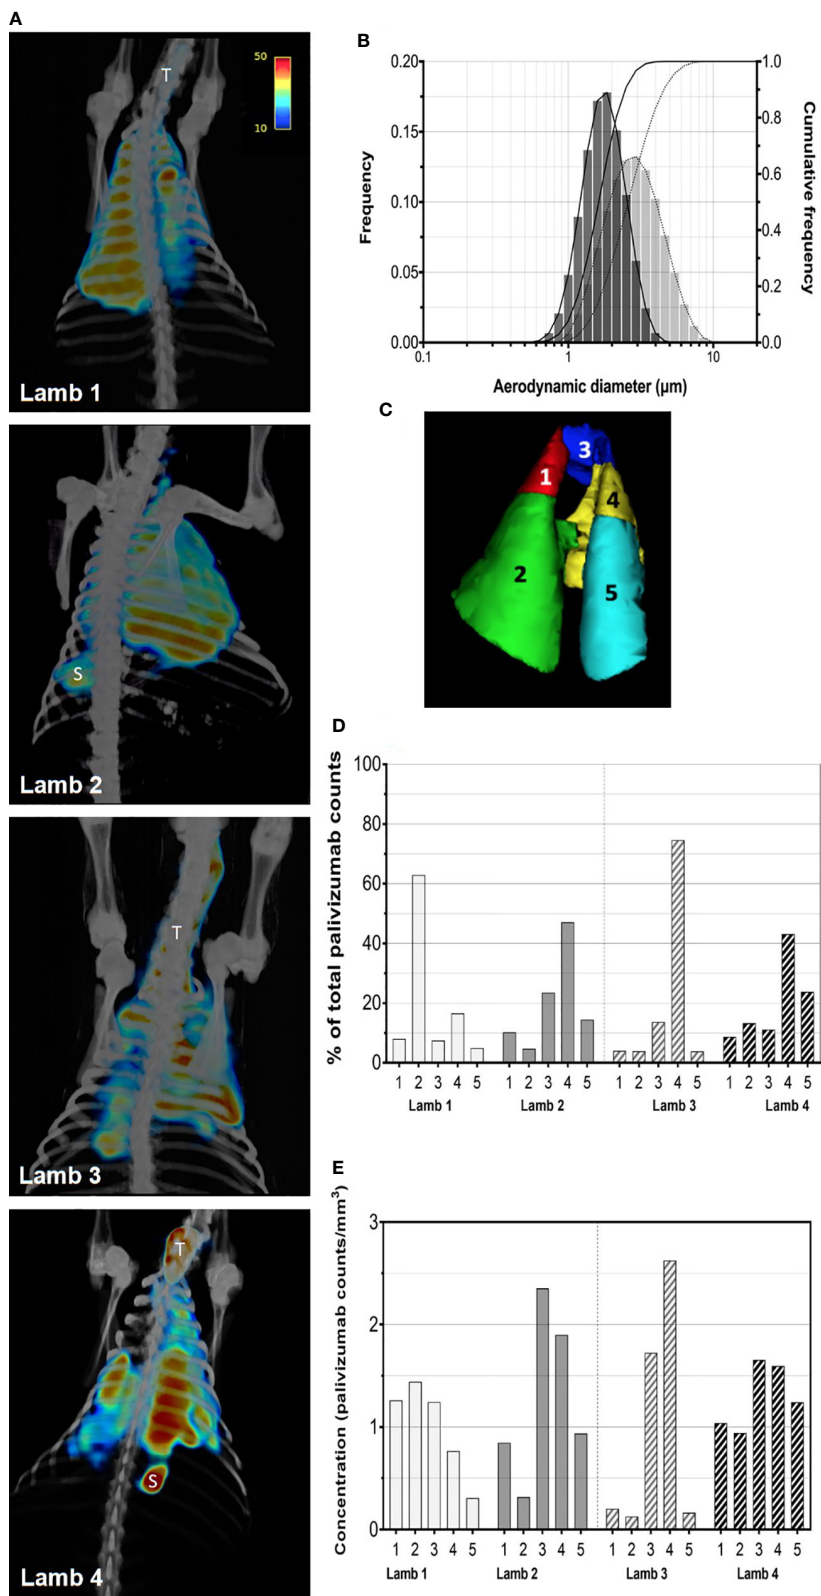 A
T
50
10
Lamb 1
S
Lamb 2
T
Lamb 3
T
S
Lamb 4
B
0.20
0.15
0.10
0.05
0.00
Frequency
1.0
0.8
0.6
0.4
0.2
0.0
Cumulative frequency
0.1 1 10
Aerodynamic diameter (µm)
C
3
1
4
2
5
D
100
80
60
40
20
0
% of total palivizumab counts
1 2 3 4 5 1 2 3 4 5 1 2 3 4 5 1 2 3 4 5
Lamb 1 Lamb 2 Lamb 3 Lamb 4
E
3
2
1
0
Concentration (palivizumab counts/mm³)
1 2 3 4 5 1 2 3 4 5 1 2 3 4 5 1 2 3 4 5
Lamb 1 Lamb 2 Lamb 3 Lamb 4